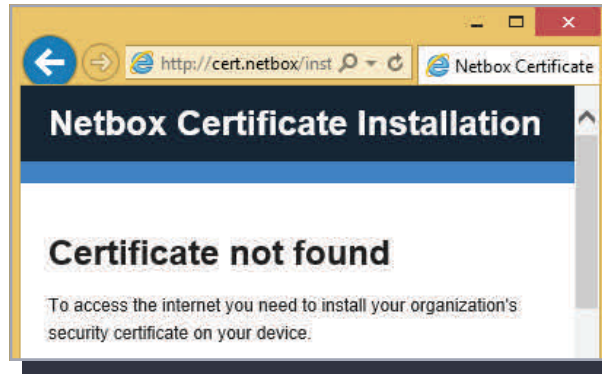 http://cert.netbox/inst
Netbox Certificate
Netbox Certificate Installation
Certificate not found
To access the internet you need to install your organization's
security certificate on your device.